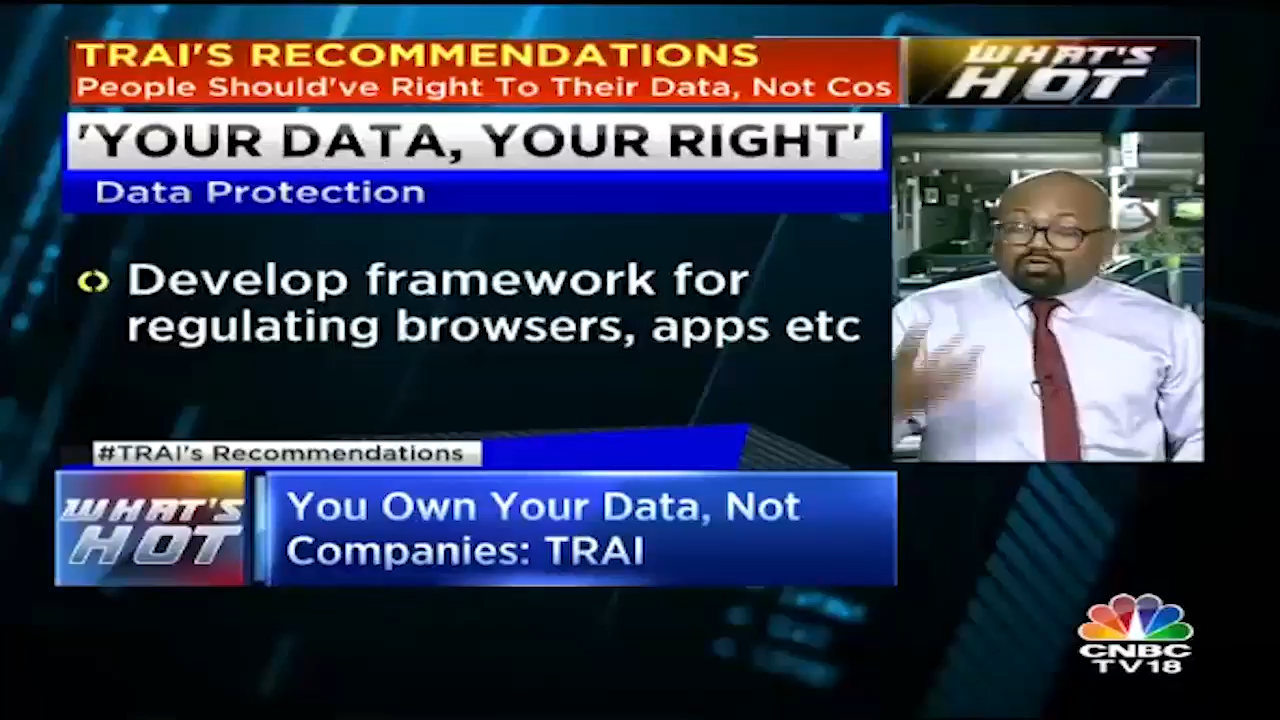 TRAI'S RECOMMENDATIONS
People Should've Right To Their Data, Not Cos
WHAT'S
HOT
'YOUR DATA, YOUR RIGHT'
Data Protection
Develop framework for
regulating browsers, apps etc
#TRAI's Recommendations
WHAT'S
HOT
You Own Your Data, Not
Companies: TRAI
CNBC
TV18